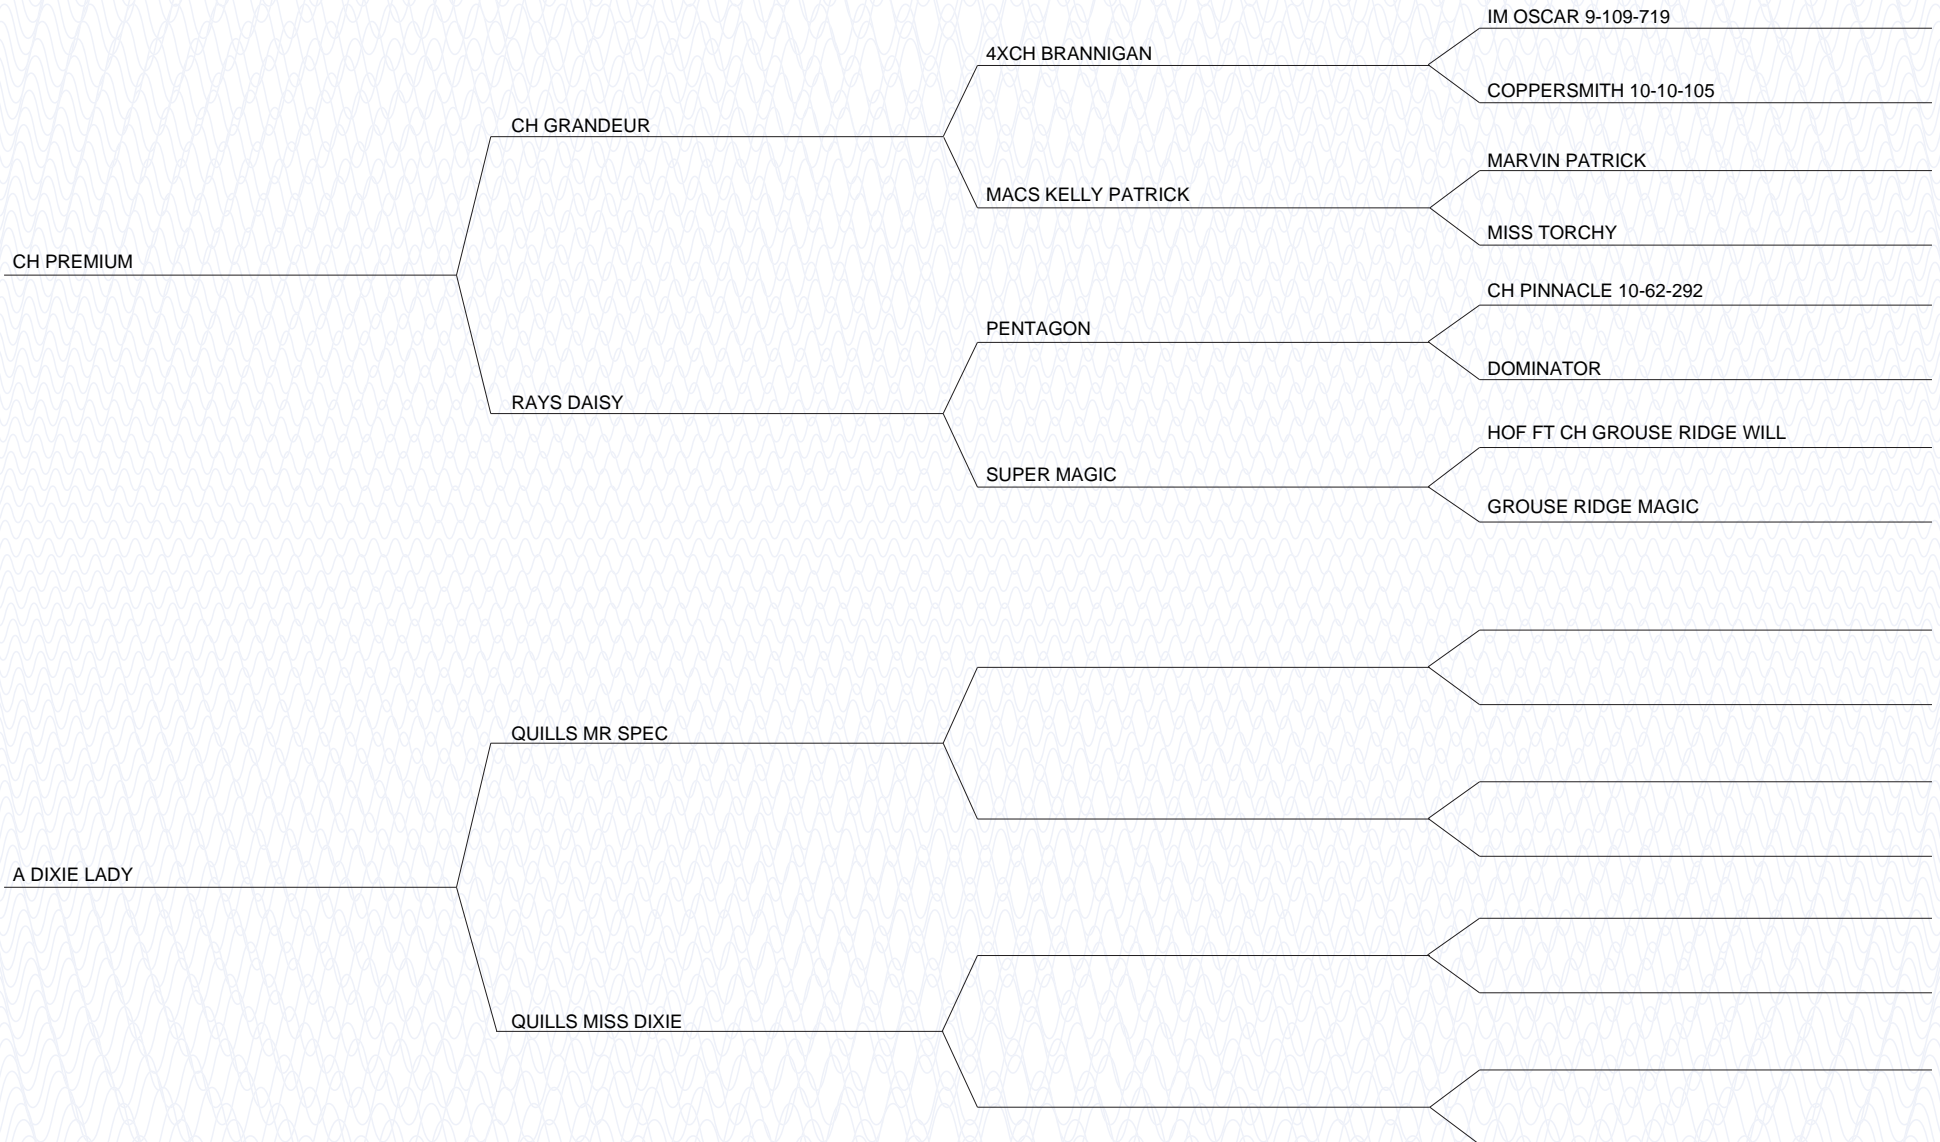 IM OSCAR 9-109-719
4XCH BRANNIGAN
COPPERSMITH 10-10-105
CH GRANDEUR
MARVIN PATRICK
MACS KELLY PATRICK
MISS TORCHY
CH PREMIUM
CH PINNACLE 10-62-292
PENTAGON
DOMINATOR
RAYS DAISY
HOF FT CH GROUSE RIDGE WILL
SUPER MAGIC
GROUSE RIDGE MAGIC
QUILLS MR SPEC
A DIXIE LADY
QUILLS MISS DIXIE